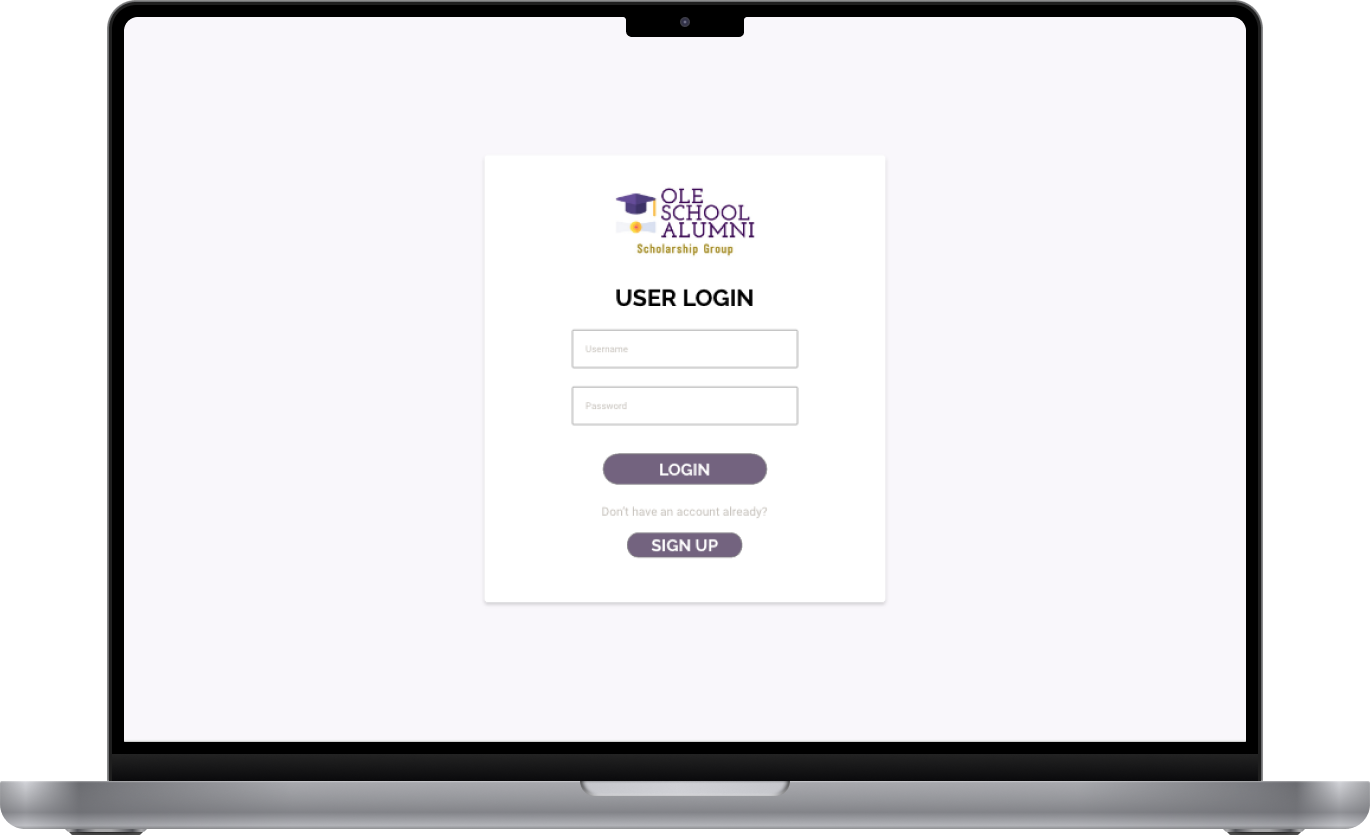 OLE
SCHOOL
ALUMNI
Scholarship Group
USER LOGIN
Username
Password
LOGIN
Don't have an account already?
SIGN UP